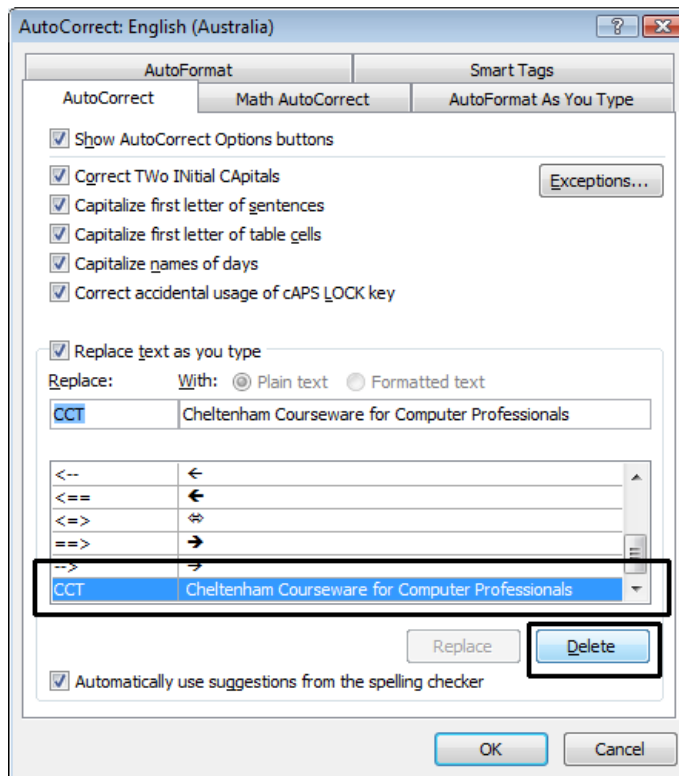 AutoCorrect: English (Australia)
AutoFormat Smart Tags
AutoCorrect Math AutoCorrect AutoFormat As You Type
Show AutoCorrect Options buttons
Correct TWo INitial CApitals Exceptions...
Capitalize first letter of sentences
Capitalize first letter of table cells
Capitalize names of days
Correct accidental usage of cAPS LOCK key
Replace text as you type
Replace: With: Plain text Formatted text
CCT Cheltenham Courseware for Computer Professionals
<-- ←
<== 🡰
<=> ⇔
==> ➔
--> →
CCT Cheltenham Courseware for Computer Professionals
Replace Delete
Automatically use suggestions from the spelling checker
OK Cancel